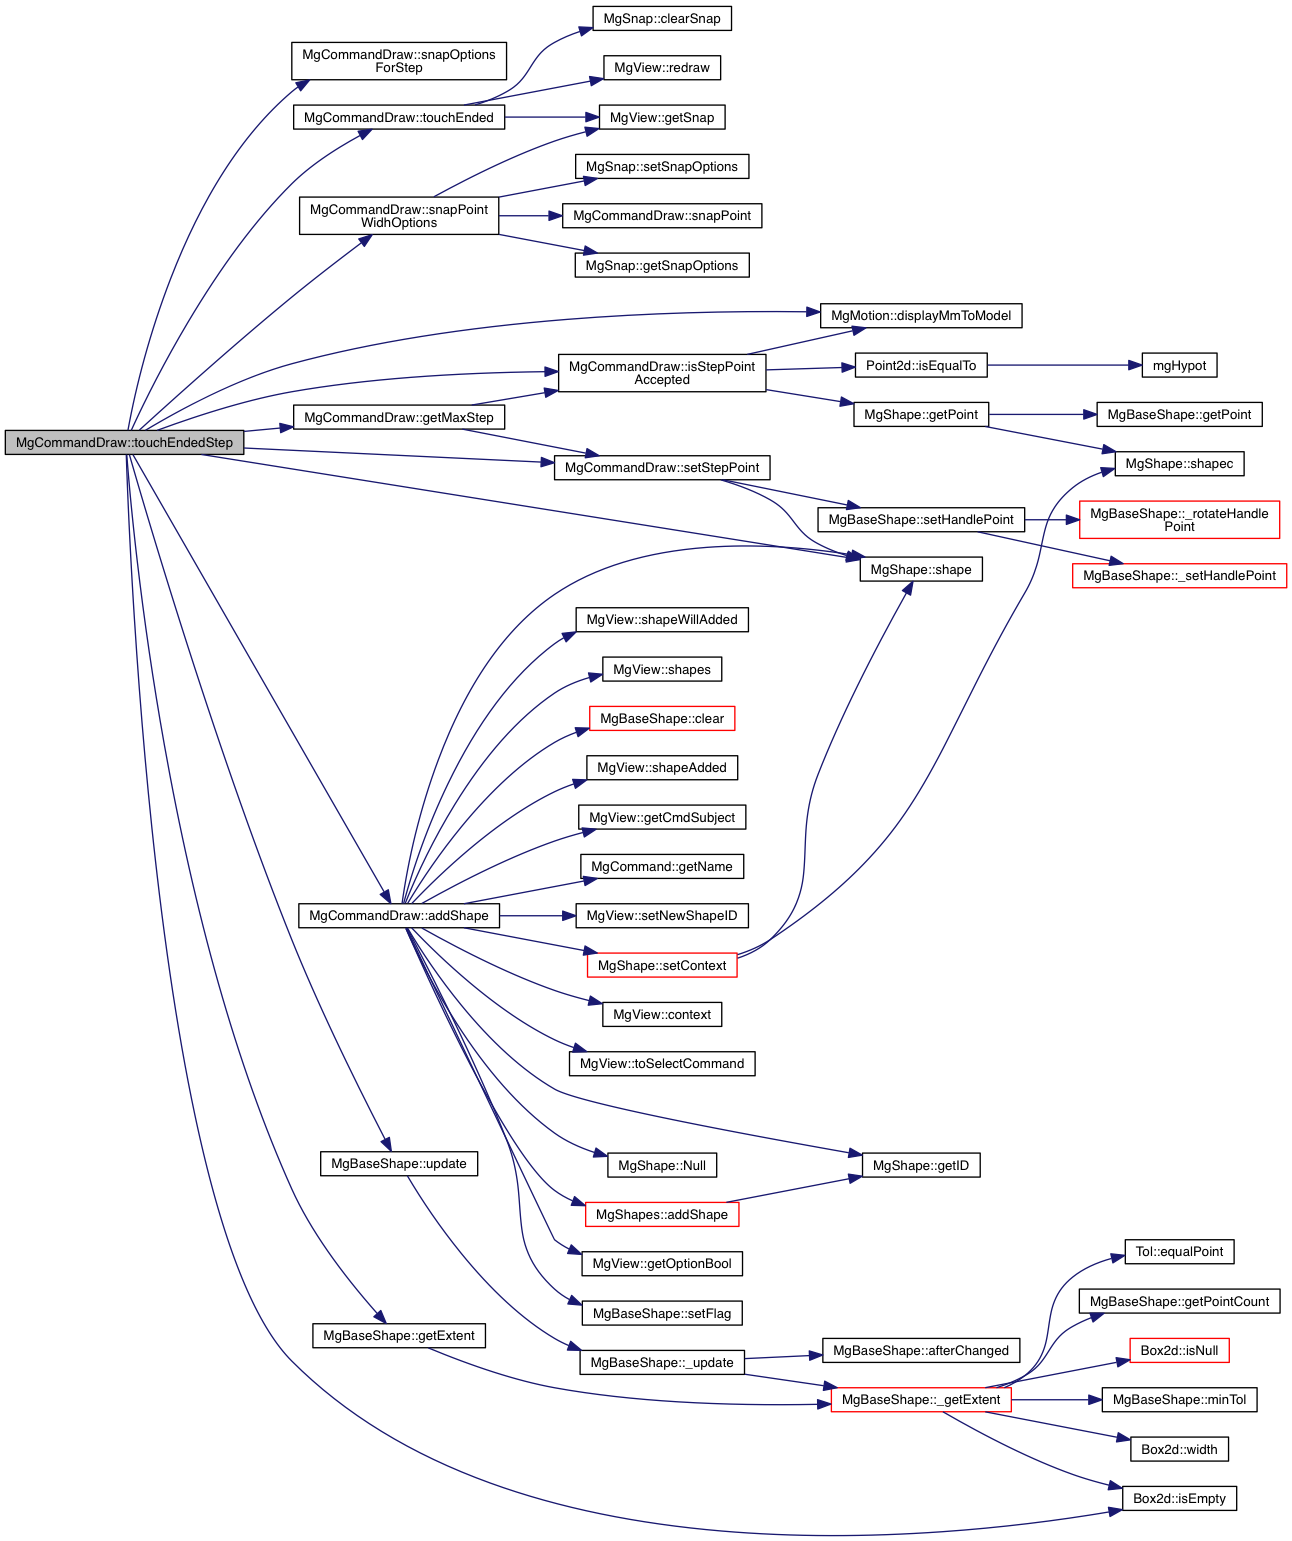 MgSnap::clearSnap
MgCommandDraw::snapOptions
ForStep
MgView::redraw
MgCommandDraw::touchEnded
MgView::getSnap
MgSnap::setSnapOptions
MgCommandDraw::snapPoint
WidhOptions
MgCommandDraw::snapPoint
MgSnap::getSnapOptions
MgMotion::displayMmToModel
MgCommandDraw::isStepPoint
Accepted
Point2d::isEqualTo
mgHypot
MgCommandDraw::getMaxStep
MgShape::getPoint
MgBaseShape::getPoint
MgCommandDraw::touchEndedStep
MgCommandDraw::setStepPoint
MgShape::shapec
MgBaseShape::setHandlePoint
MgBaseShape::_rotateHandle
Point
MgShape::shape
MgBaseShape::_setHandlePoint
MgView::shapeWillAdded
MgView::shapes
MgBaseShape::clear
MgView::shapeAdded
MgView::getCmdSubject
MgCommand::getName
MgCommandDraw::addShape
MgView::setNewShapeID
MgShape::setContext
MgView::context
MgView::toSelectCommand
MgBaseShape::update
MgShape::Null
MgShape::getID
MgShapes::addShape
MgView::getOptionBool
Tol::equalPoint
MgBaseShape::getPointCount
MgBaseShape::setFlag
MgBaseShape::getExtent
MgBaseShape::_update
MgBaseShape::afterChanged
Box2d::isNull
MgBaseShape::_getExtent
MgBaseShape::minTol
Box2d::width
Box2d::isEmpty